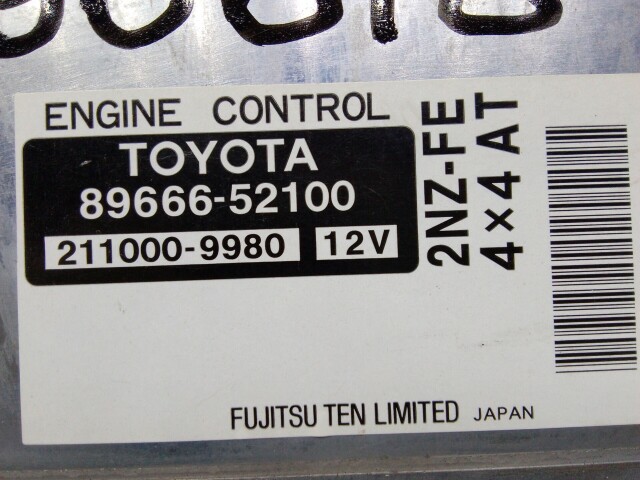 ENGINE CONTROL
TOYOTA
89666-52100
211000-9980 12V
2NZ-FE
4×4 AT
FUJITSU TEN LIMITED JAPAN